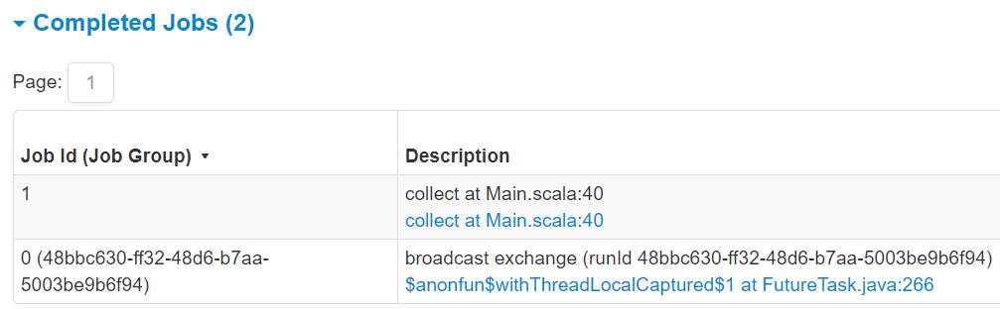 Completed Jobs (2)
Page: 1
Job Id (Job Group) Description
1 collect at Main.scala:40
collect at Main.scala:40
0 (48bbc630-ff32-48d6-b7aa- broadcast exchange (runId 48bbc630-ff32-48d6-b7aa-5003be9b6f94)
5003be9b6f94) $anonfun$withThreadLocalCaptured$1 at FutureTask.java:266